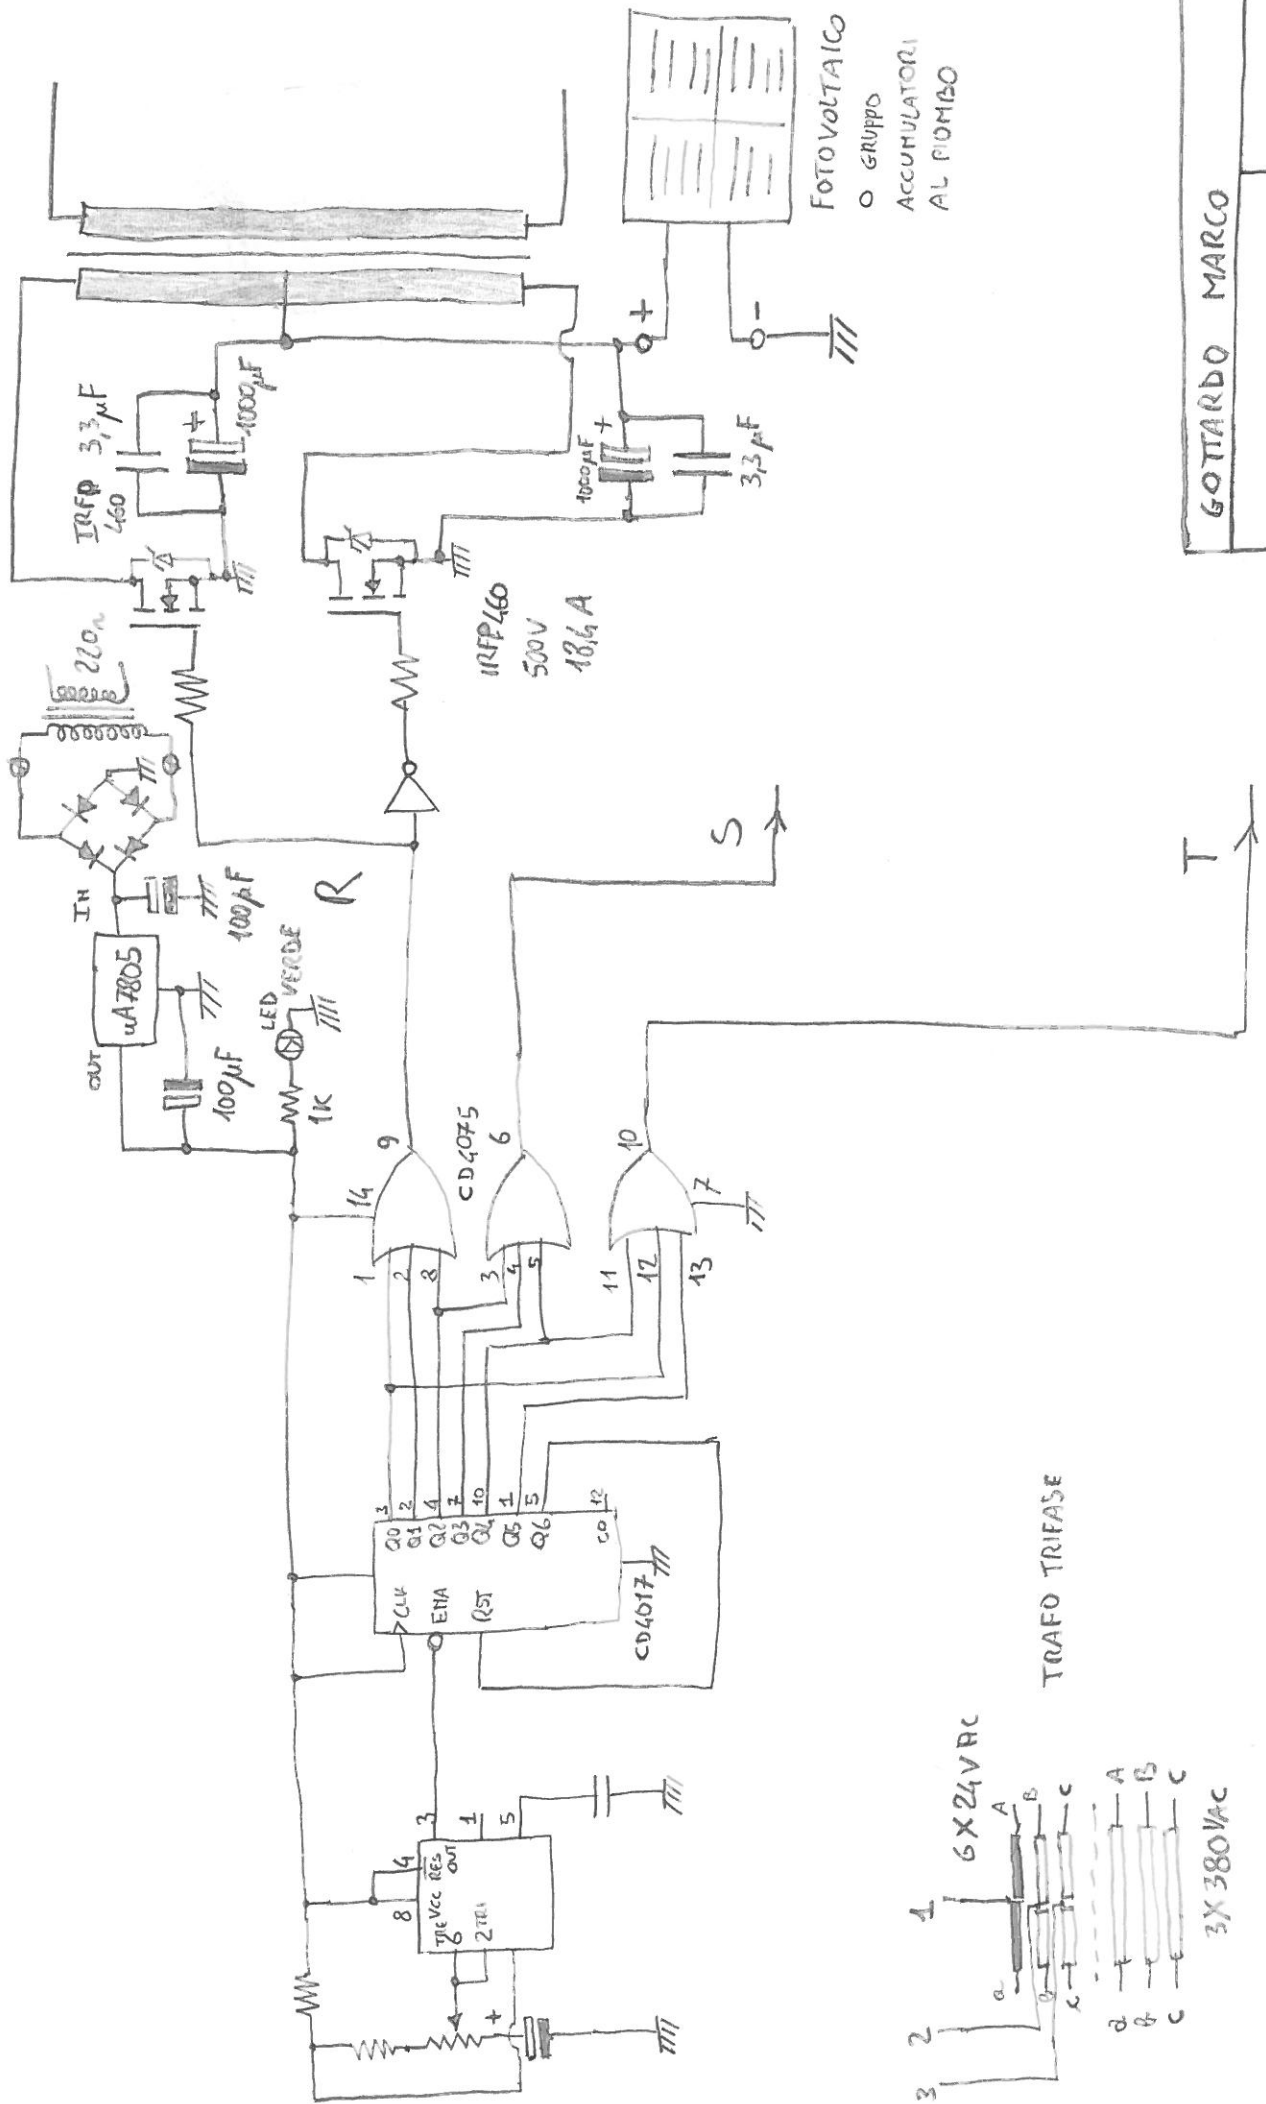 GOTTARDO MARCO
FOTOVOLTAICO
O GRUPPO
ACCUMULATORI
AL PIOMBO
+
-
IRFP
460
3,3µF
+
1000µF
1000µF
+
3,3µF
IRFP460
500V
18,4A
220
IN
uA7805
OUT
100µF
100µF
LED
VERDE
1K
R
S
T
CD4075
14
1
2
8
9
3
4
5
6
11
12
13
10
7
CLK
ENA
RST
Q0 3
Q1 2
Q2 4
Q3 7
Q4 10
Q5 1
Q6 5
CO 12
CD4017
8
4
VCC
RES
TRE
6
2 TRI
OUT
3
1
5
+
TRAFO TRIFASE
6X24VAC
1
2
3
a
A
B
C
A
B
C
C
3X380VAC